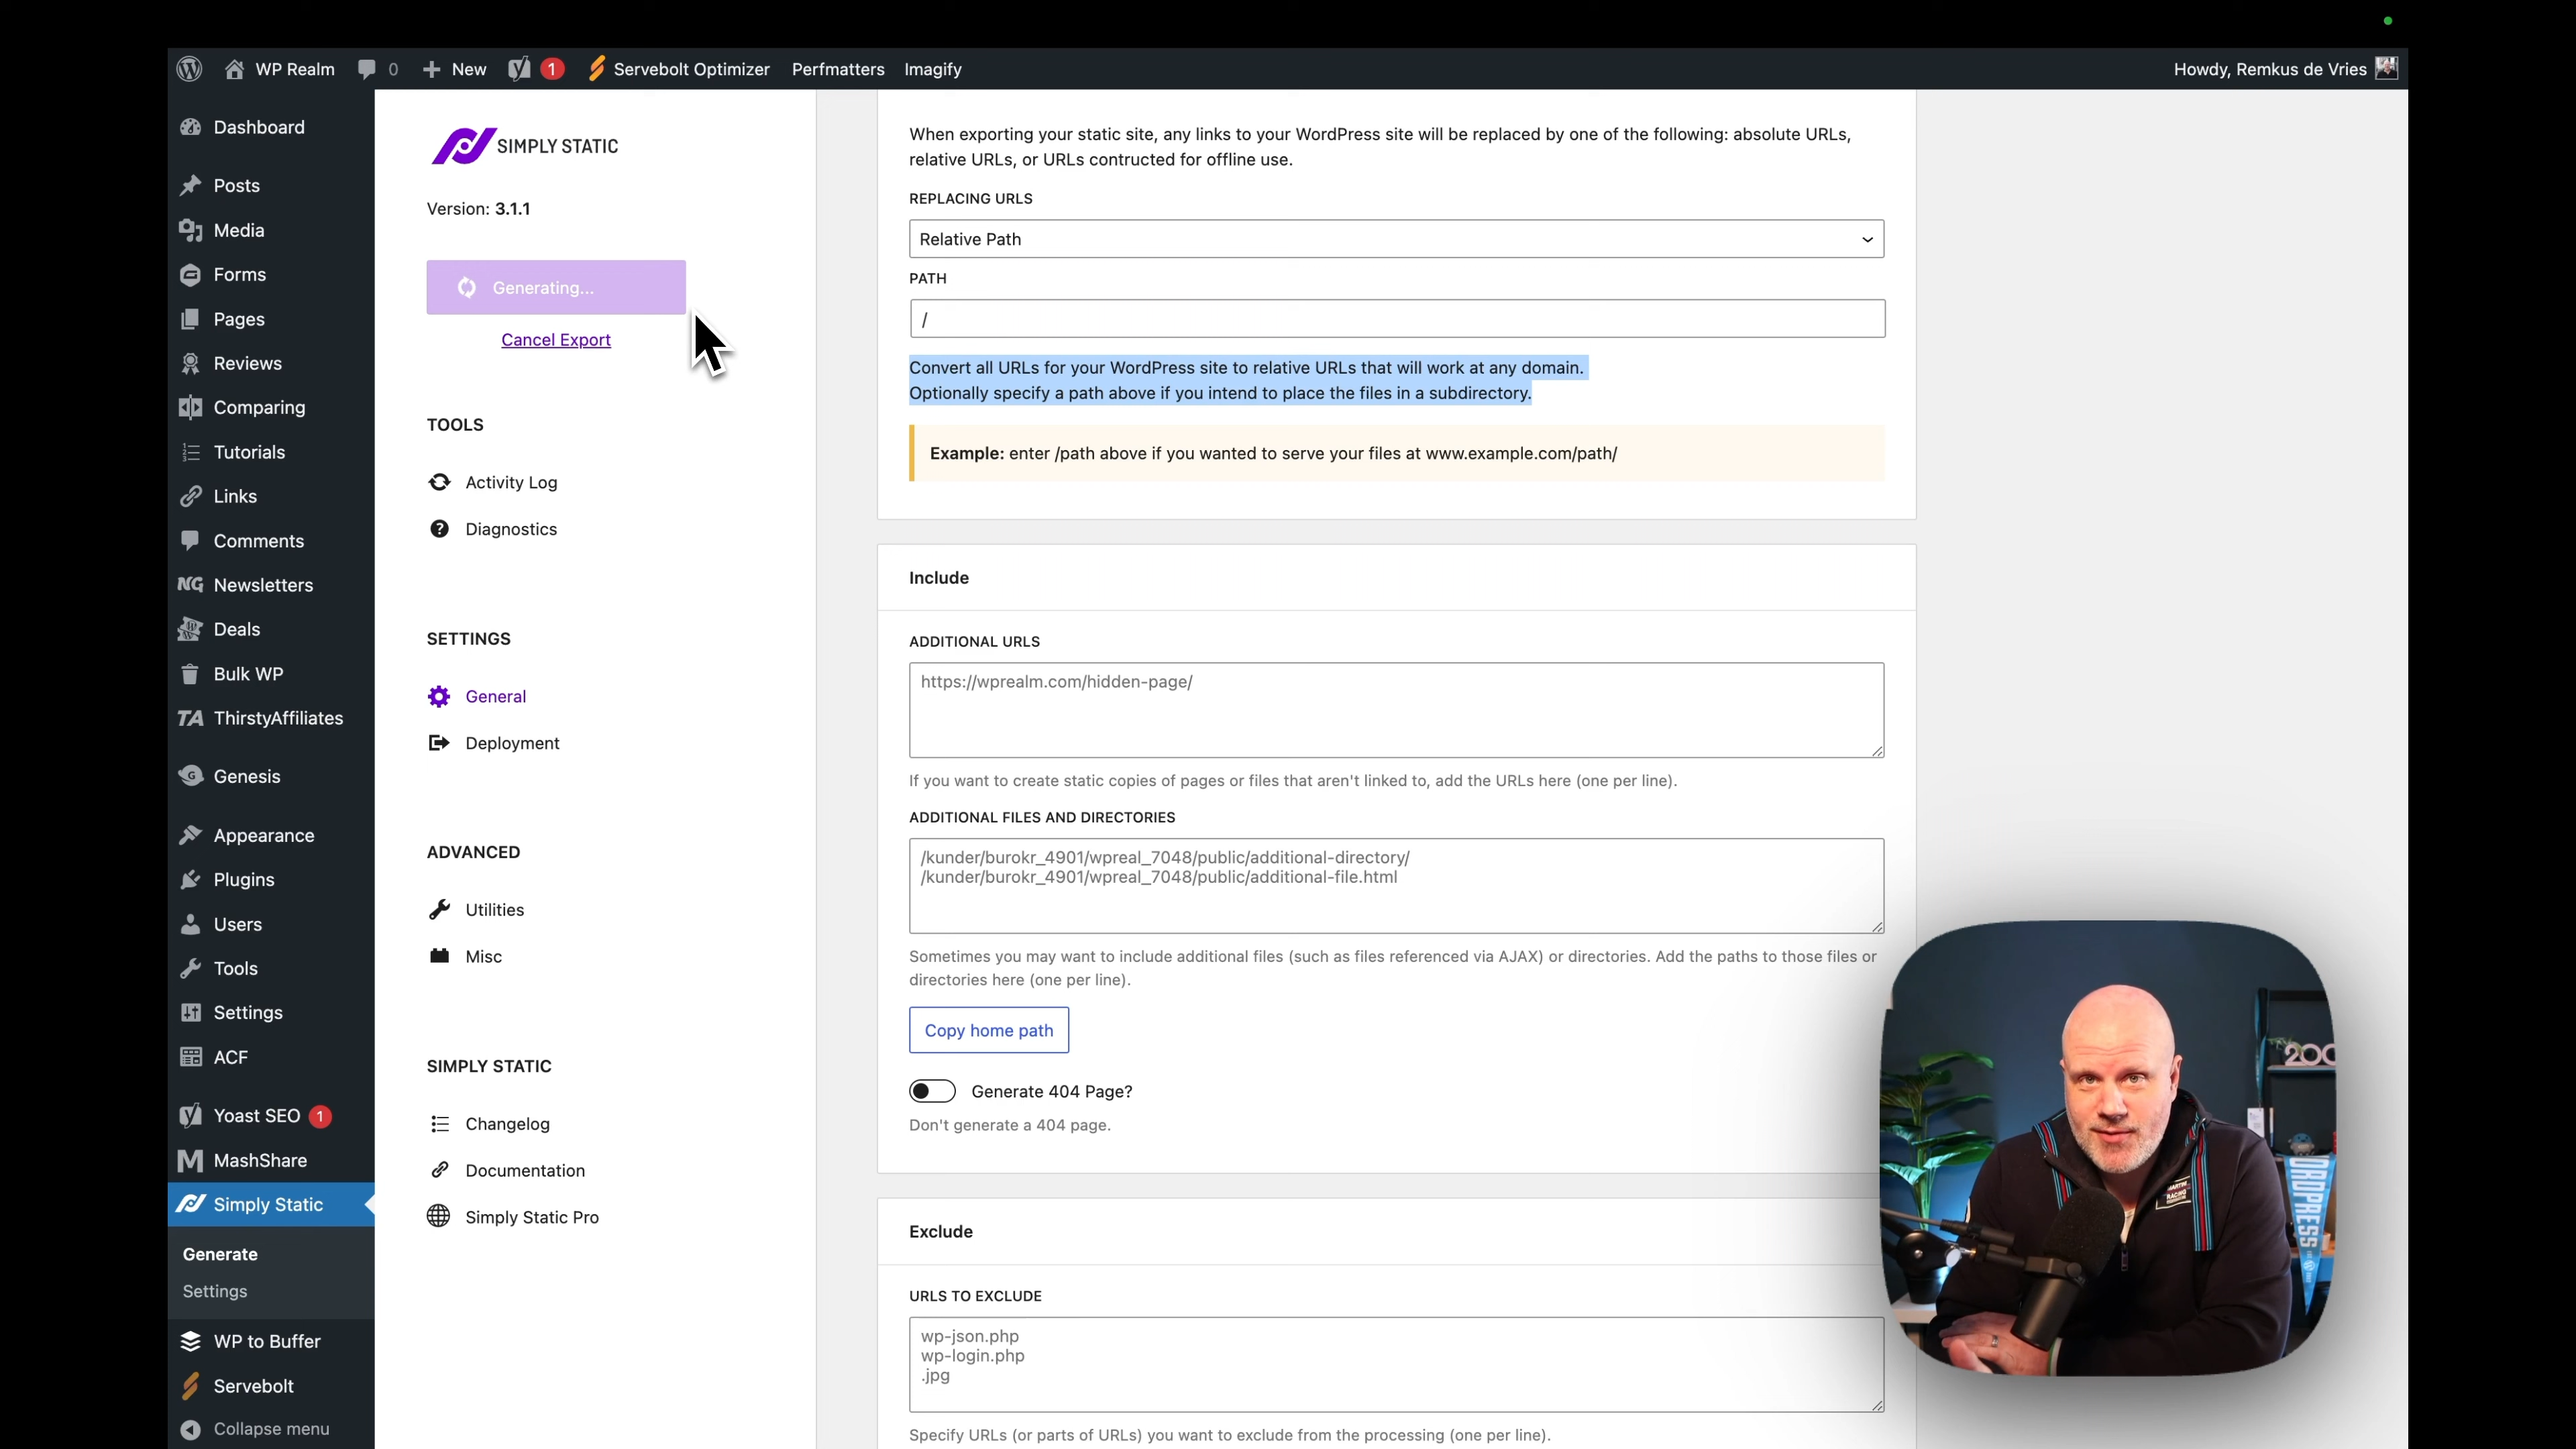 WP Realm
0
New
1
Servebolt Optimizer
Perfmatters
Imagify
Howdy, Remkus de Vries
Dashboard
Posts
Media
Forms
Pages
Reviews
Comparing
Tutorials
Links
Comments
NG Newsletters
Deals
Bulk WP
TA ThirstyAffiliates
Genesis
Appearance
Plugins
Users
Tools
Settings
ACF
Yoast SEO 1
MashShare
Simply Static
Generate
Settings
WP to Buffer
Servebolt
Collapse menu
SIMPLY STATIC
Version: 3.1.1
Generating...
Cancel Export
TOOLS
Activity Log
Diagnostics
SETTINGS
General
Deployment
ADVANCED
Utilities
Misc
SIMPLY STATIC
Changelog
Documentation
Simply Static Pro
When exporting your static site, any links to your WordPress site will be replaced by one of the following: absolute URLs,
relative URLs, or URLs contructed for offline use.
REPLACING URLS
Relative Path
PATH
/
Convert all URLs for your WordPress site to relative URLs that will work at any domain.
Optionally specify a path above if you intend to place the files in a subdirectory.
Example: enter /path above if you wanted to serve your files at www.example.com/path/
Include
ADDITIONAL URLS
https://wprealm.com/hidden-page/
If you want to create static copies of pages or files that aren't linked to, add the URLs here (one per line).
ADDITIONAL FILES AND DIRECTORIES
/kunder/burokr_4901/wpreal_7048/public/additional-directory/
/kunder/burokr_4901/wpreal_7048/public/additional-file.html
Sometimes you may want to include additional files (such as files referenced via AJAX) or directories. Add the paths to those files or
directories here (one per line).
Copy home path
Generate 404 Page?
Don't generate a 404 page.
Exclude
URLS TO EXCLUDE
wp-json.php
wp-login.php
.jpg
Specify URLs (or parts of URLs) you want to exclude from the processing (one per line).
200
MARTINI
RACING
ORDPRESS